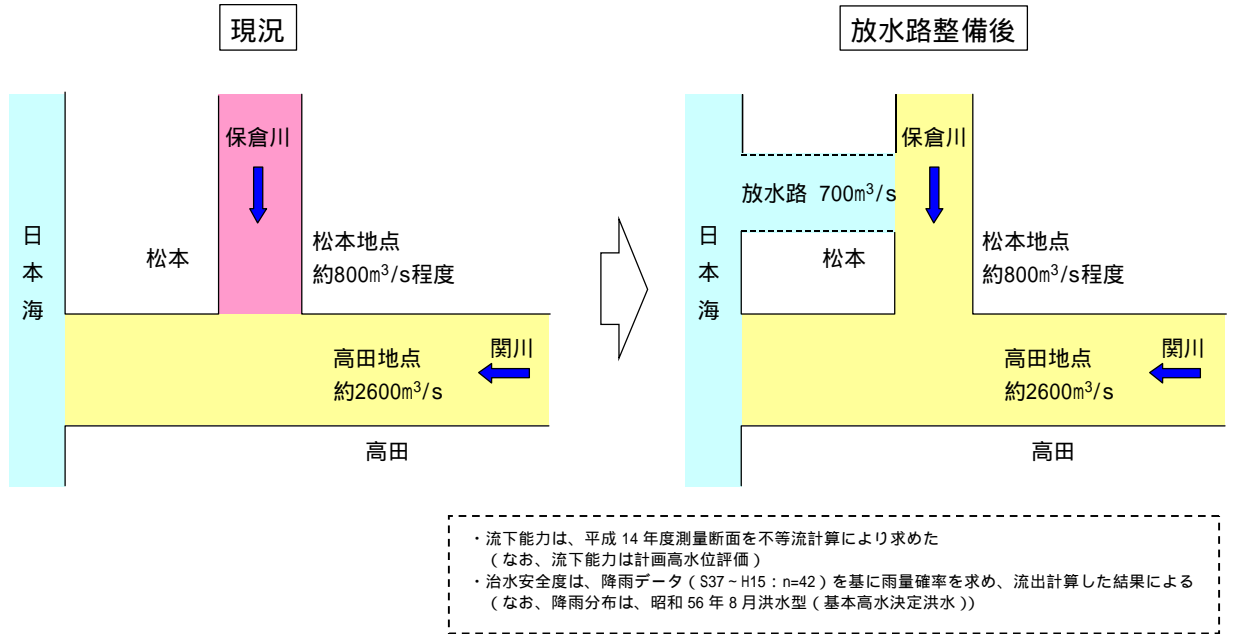 現況
保倉川
日本海
松本
松本地点
約800m³/s程度
高田地点
約2600m³/s
関川
高田
放水路整備後
保倉川
放水路 700m³/s
日本海
松本
松本地点
約800m³/s程度
高田地点
約2600m³/s
関川
高田
・流下能力は、平成 14 年度測量断面を不等流計算により求めた
（なお、流下能力は計画高水位評価）
・治水安全度は、降雨データ（S37～H15：n=42）を基に雨量確率を求め、流出計算した結果による
（なお、降雨分布は、昭和 56 年 8 月洪水型（基本高水決定洪水））